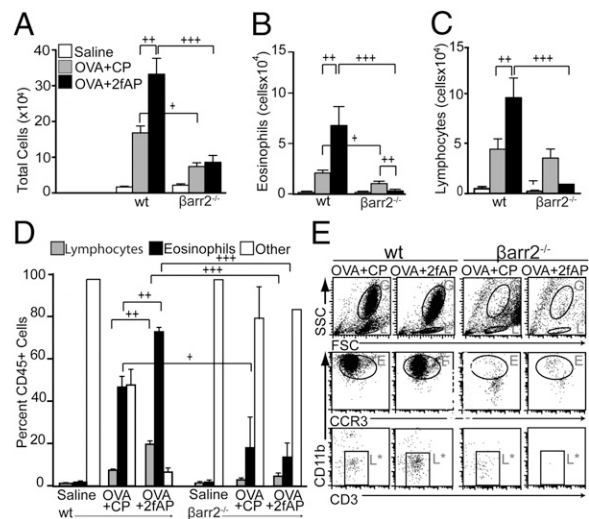 A
Saline
OVA+CP
OVA+2fAP
++
+++
+
Total Cells (x10⁴)
40
30
20
10
0
wt
βarr2⁻/⁻
B
++
+++
+
++
Eosinophils (cellsx10⁴)
15
10
5
0
wt
βarr2⁻/⁻
C
++
+++
Lymphocytes (cellsx10⁴)
15
10
5
0
wt
βarr2⁻/⁻
D
Lymphocytes
Eosinophils
Other
+++
+++
++
++
+
Percent CD45+ Cells
100
80
60
40
20
0
Saline
OVA
+CP
OVA
+2fAP
Saline
OVA
+CP
OVA
+2fAP
wt
βarr2⁻/⁻
E
wt
βarr2⁻/⁻
OVA+CP
OVA+2fAP
OVA+CP
OVA+2fAP
SSC
G
G
FSC
E
E
E
E
CCR3
CD11b
L*
L*
L*
L*
CD3